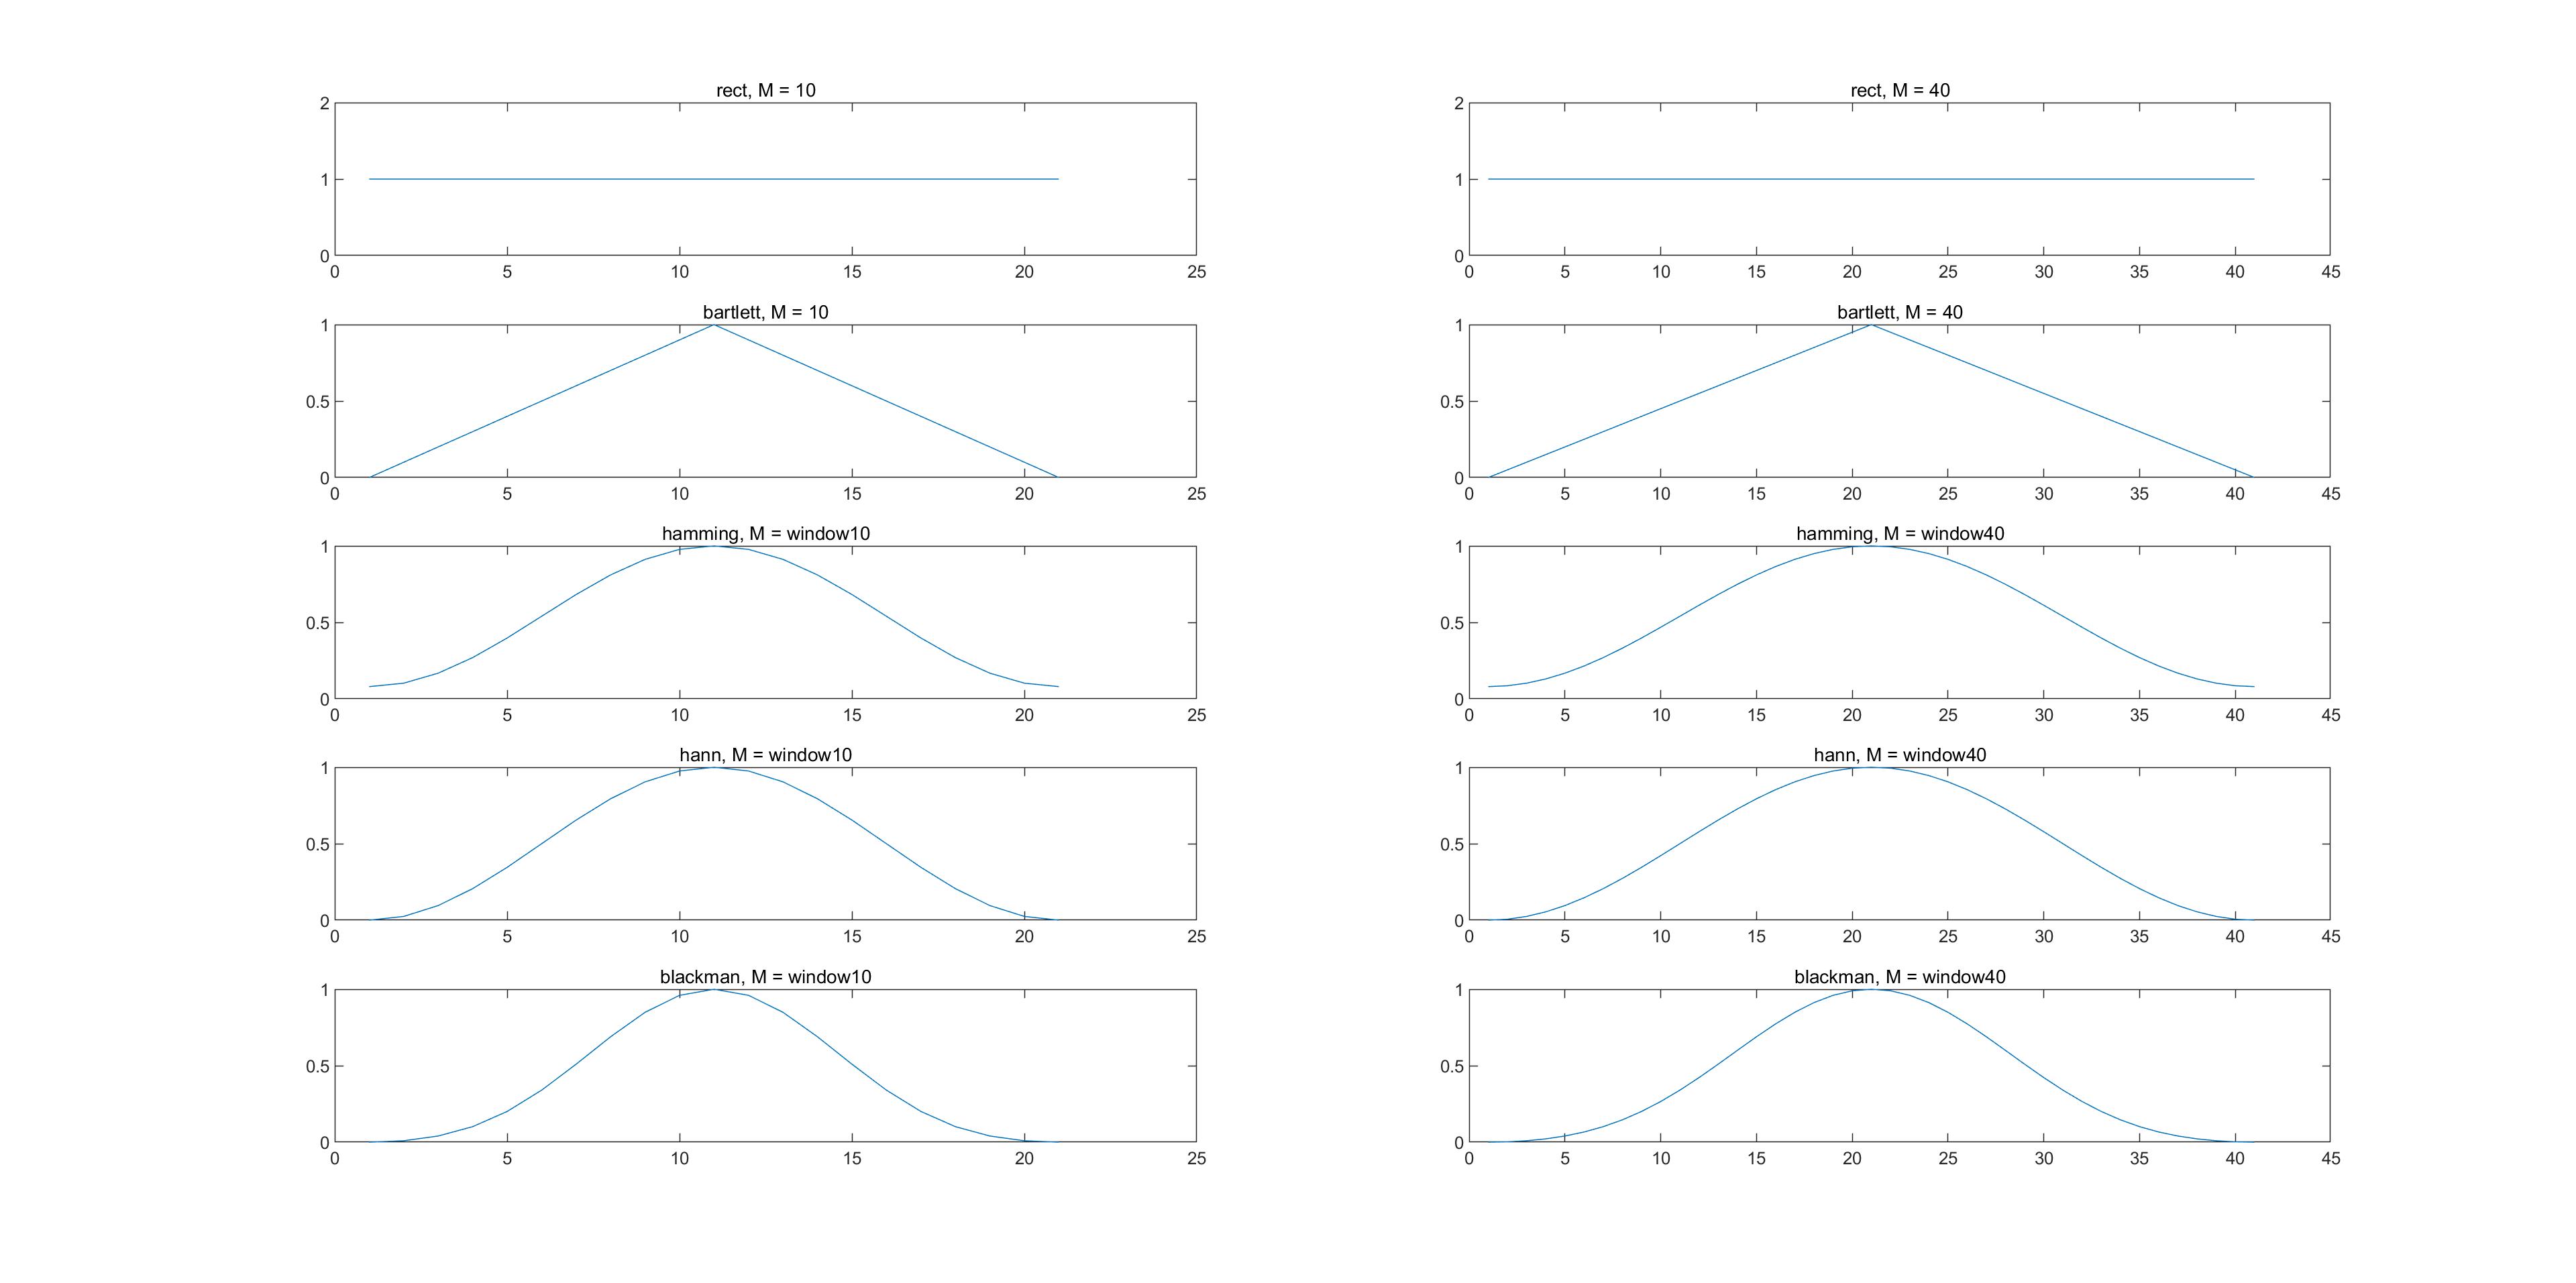 rect, M = 10
2
1
0
0 5 10 15 20 25
rect, M = 40
2
1
0
0 5 10 15 20 25 30 35 40 45
bartlett, M = 10
1
0.5
0
0 5 10 15 20 25
bartlett, M = 40
1
0.5
0
0 5 10 15 20 25 30 35 40 45
hamming, M = window10
1
0.5
0
0 5 10 15 20 25
hamming, M = window40
1
0.5
0
0 5 10 15 20 25 30 35 40 45
hann, M = window10
1
0.5
0
0 5 10 15 20 25
hann, M = window40
1
0.5
0
0 5 10 15 20 25 30 35 40 45
blackman, M = window10
1
0.5
0
0 5 10 15 20 25
blackman, M = window40
1
0.5
0
0 5 10 15 20 25 30 35 40 45